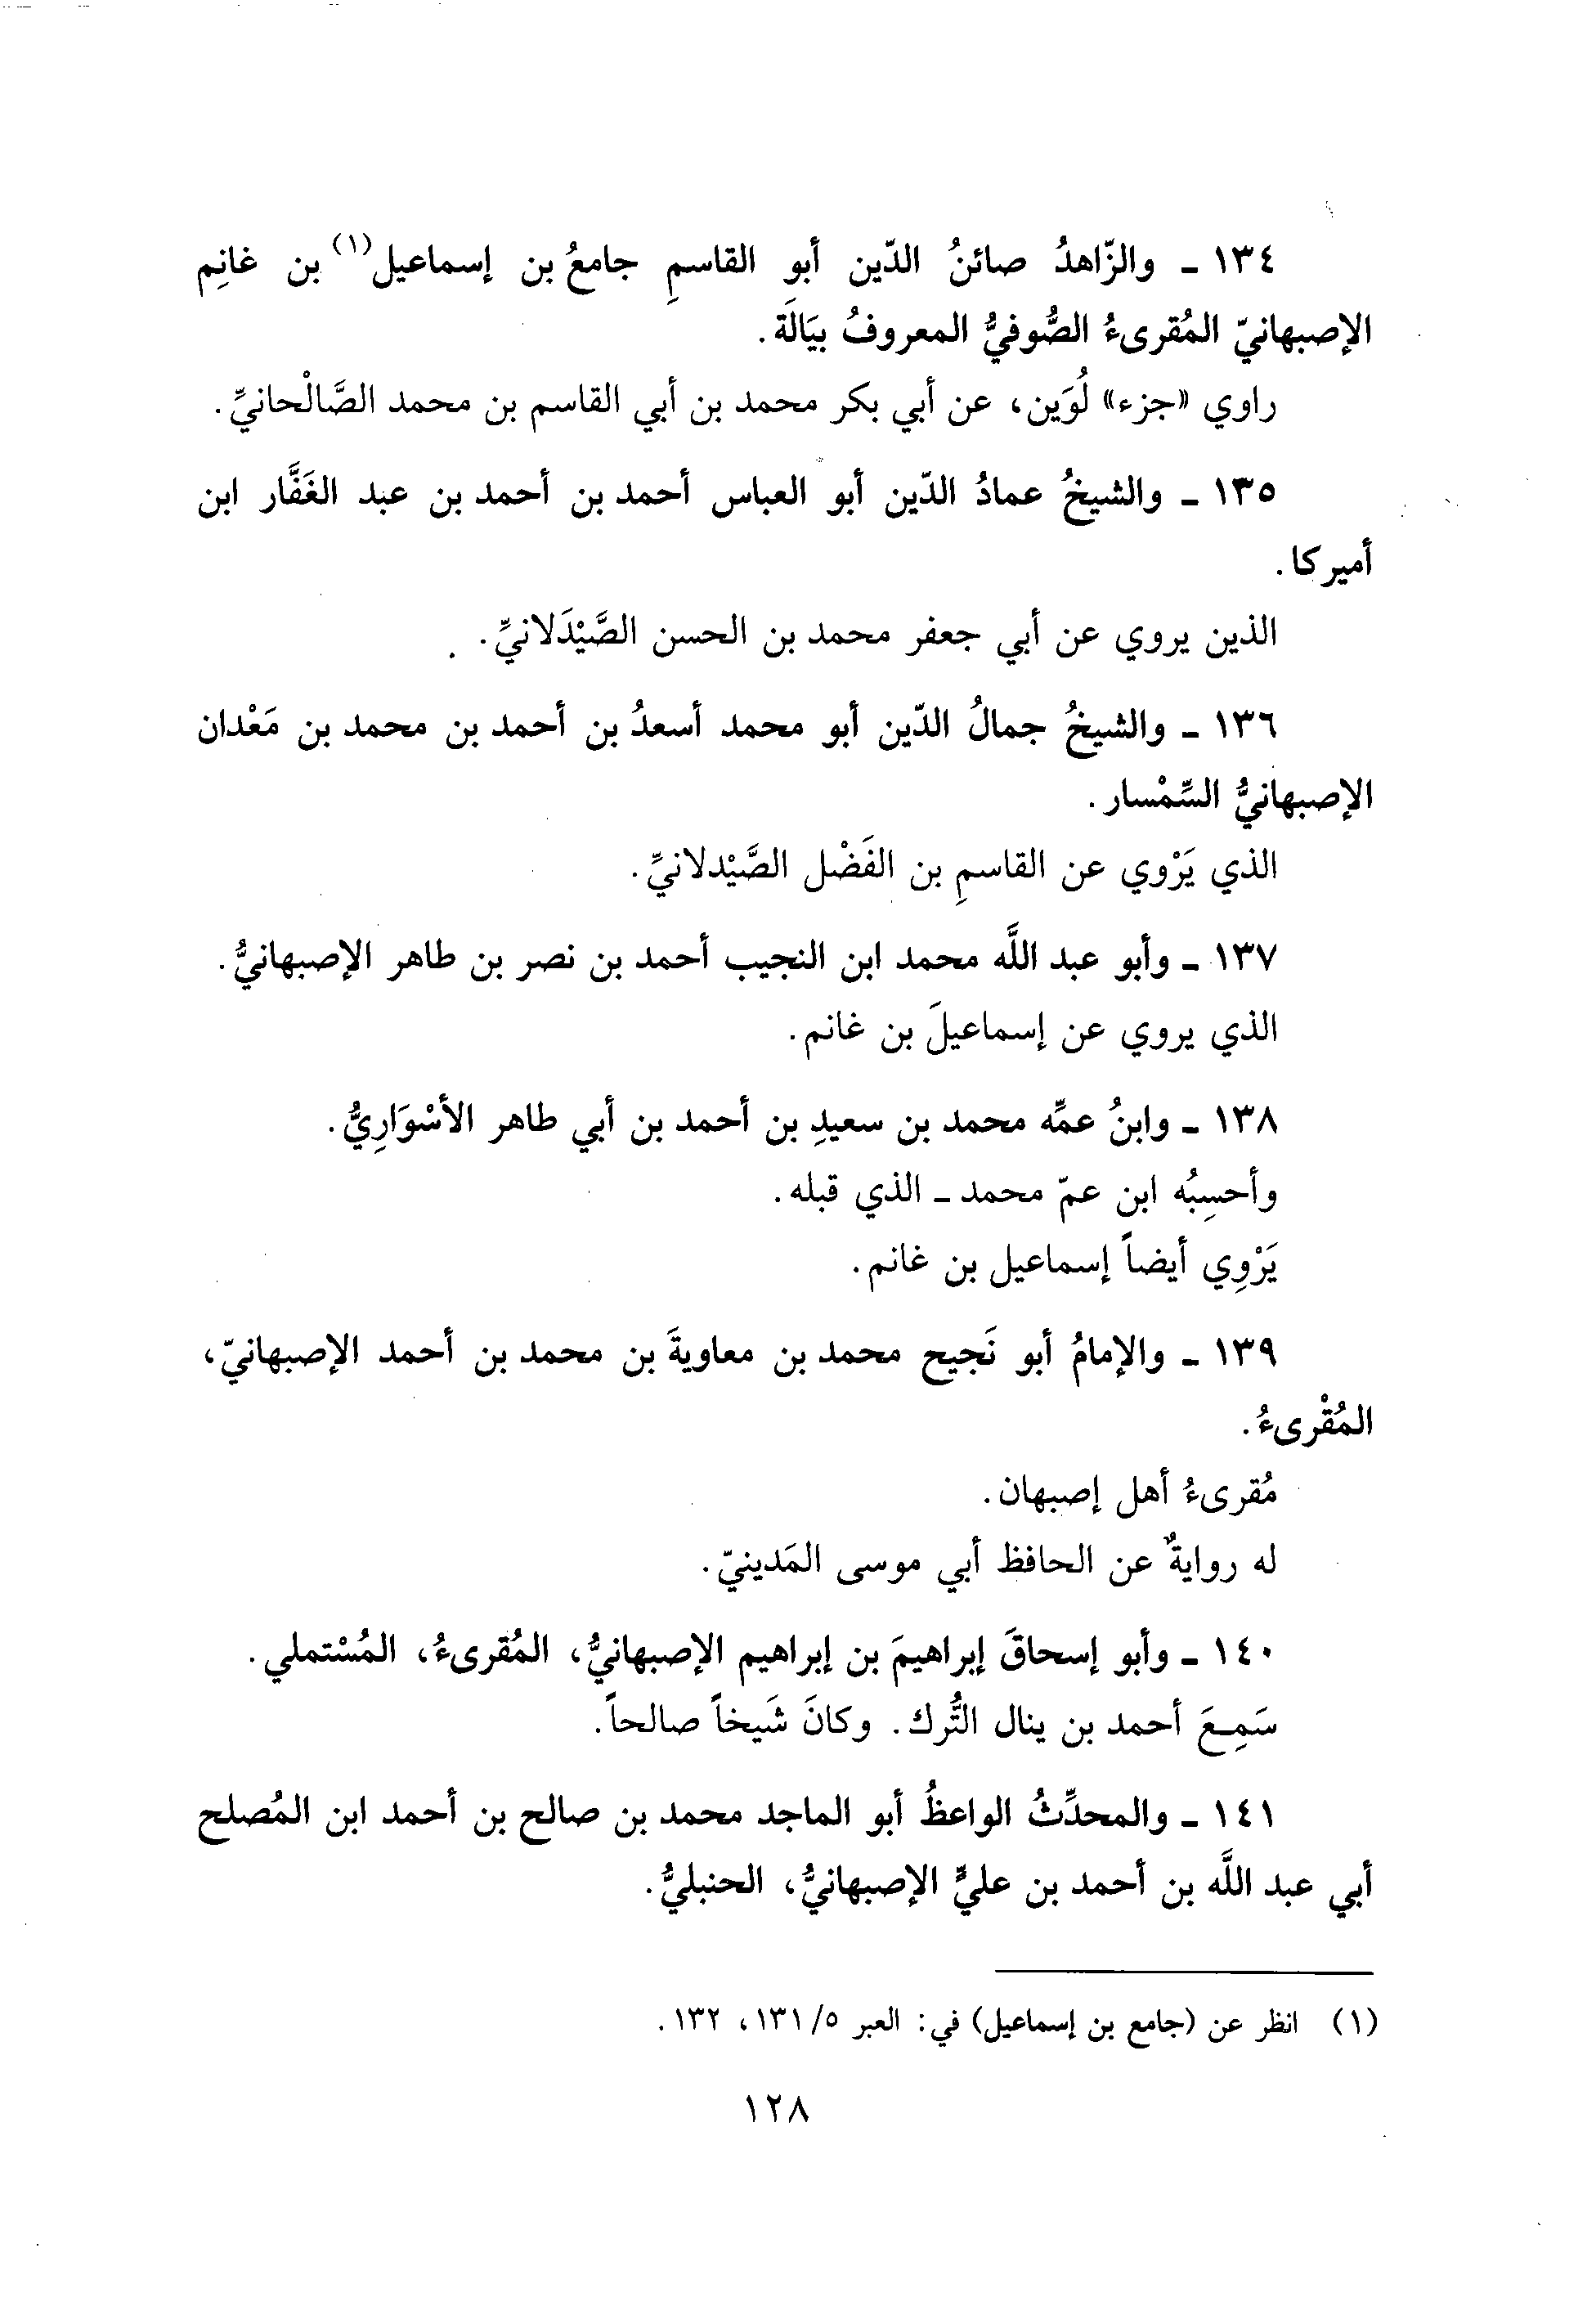 ١٣٤ ـ والزّاهدُ صائنُ الدّين أبو القاسمِ جامعُ بن إسماعيل(١) بن غانِم
الإصبهانيّ المُقرىءُ الصُّوفيُّ المعروفُ ببَالَة.
راوي «جزء» لُوَين، عن أبي بكر محمد بن أبي القاسم بن محمد الصَّالْحانيِّ.
١٣٥ ـ والشيخُ عمادُ الدّين أبو العباس أحمد بن أحمد بن عبد الغَفَّار ابن
أميركا.
الذين يروي عن أبي جعفر محمد بن الحسن الصَّيْدَلانيِّ.
١٣٦ ـ والشيخُ جمالُ الدّين أبو محمد أسعدُ بن أحمد بن محمد بن مَعْدان
الإصبهانيُّ السِّمْسار.
الذي يَرْوي عن القاسمِ بن الفَضْل الصَّيْدلانيِّ.
١٣٧ ـ وأبو عبد اللَّه محمد ابن النجيب أحمد بن نصر بن طاهر الإصبهانيُّ.
الذي يروي عن إسماعيلَ بن غانم.
١٣٨ ـ وابنُ عمِّه محمد بن سعيدِ بن أحمد بن أبي طاهر الأسْوَارِيُّ.
وأحسِبُه ابن عمّ محمد ـ الذي قبله.
يَرْوِي أيضاً إسماعيل بن غانم.
١٣٩ ـ والإمامُ أبو نَجيح محمد بن معاويةَ بن محمد بن أحمد الإصبهانيّ،
المُقْرىءُ.
مُقرىءُ أهل إصبهان.
له روايةٌ عن الحافظ أبي موسى المَدينيّ.
١٤٠ ـ وأبو إسحاقَ إبراهيمَ بن إبراهيم الإصبهانيُّ، المُقرىءُ، المُسْتملي.
سَمِعَ أحمد بن ينال التُّرك. وكانَ شَيخاً صالحاً.
١٤١ ـ والمحدِّثُ الواعظُ أبو الماجد محمد بن صالح بن أحمد ابن المُصلح
أبي عبد اللَّه بن أحمد بن عليٍّ الإصبهانيُّ، الحنبليُّ.
(١) انظر عن (جامع بن إسماعيل) في: العبر ٥/١٣١، ١٣٢.
١٢٨